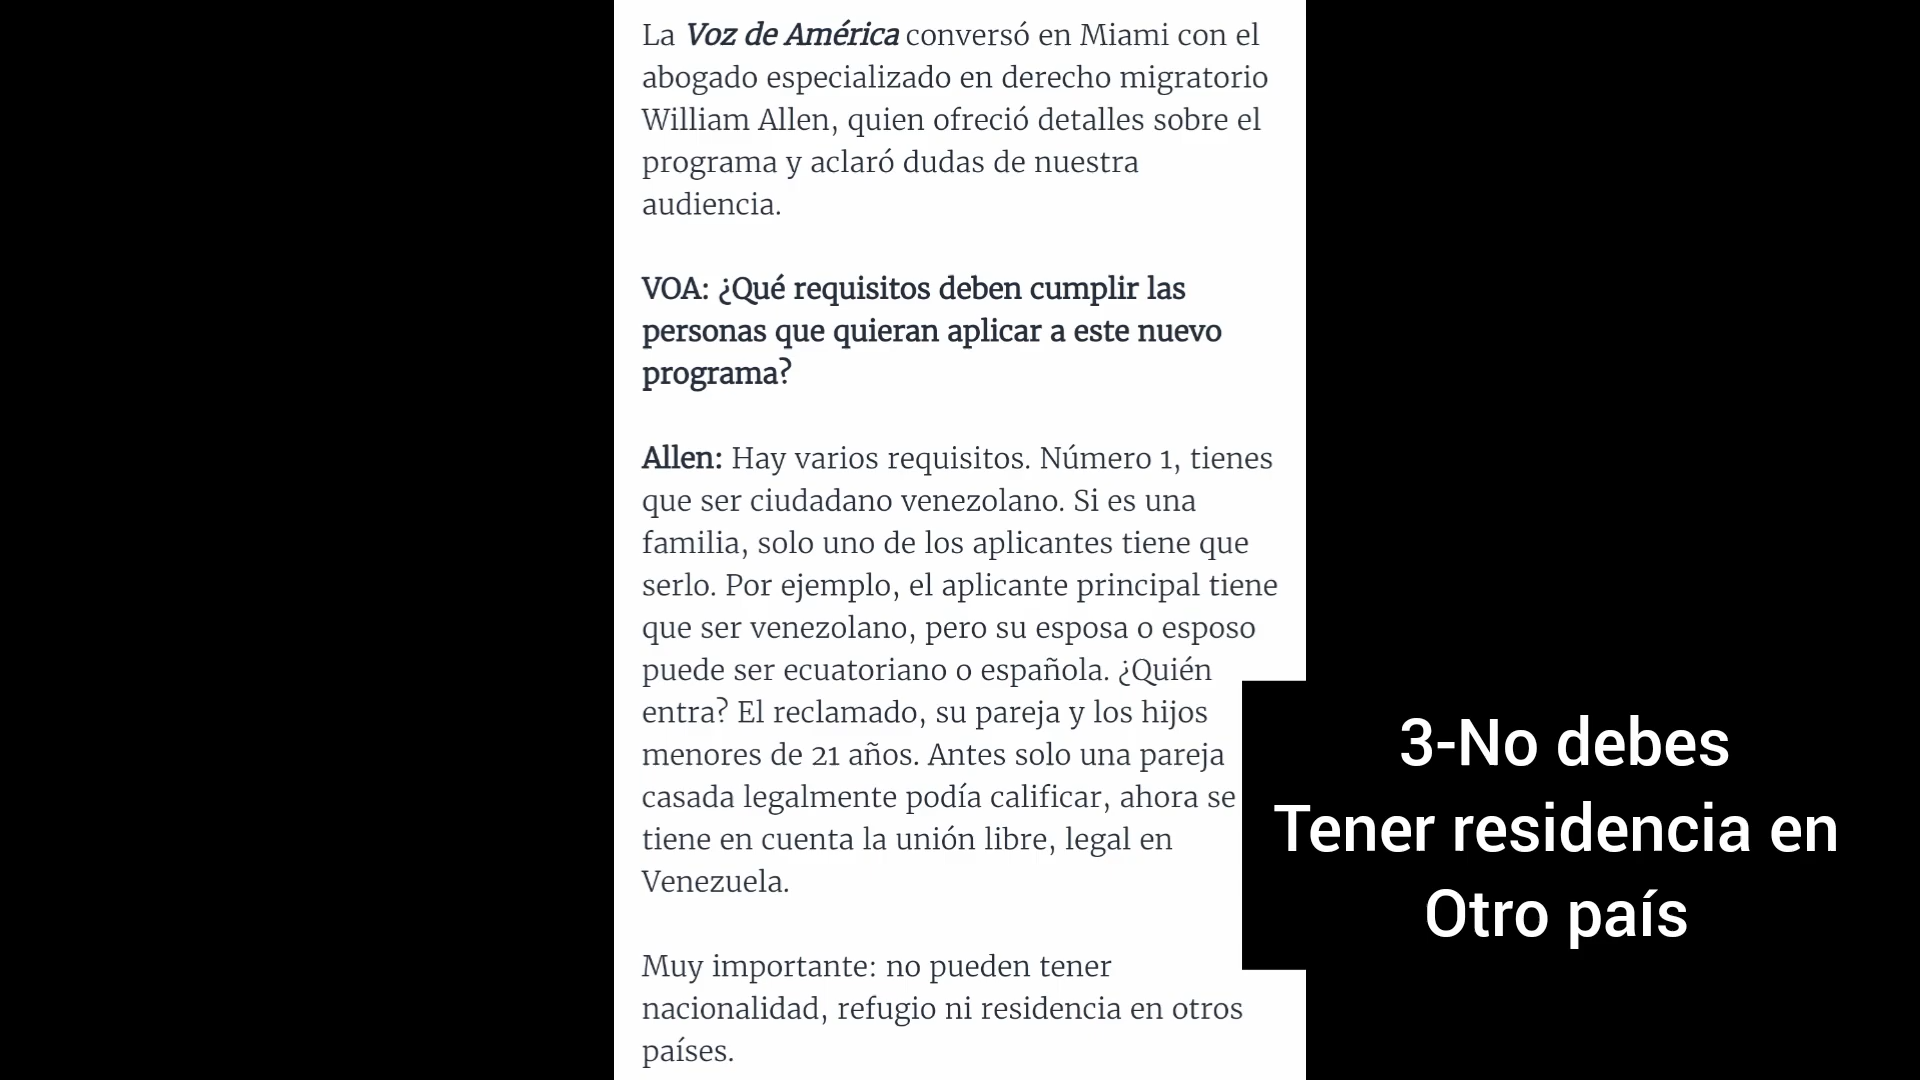 La Voz de América conversó en Miami con el
abogado especializado en derecho migratorio
William Allen, quien ofreció detalles sobre el
programa y aclaró dudas de nuestra
audiencia.
VOA: ¿Qué requisitos deben cumplir las
personas que quieran aplicar a este nuevo
programa?
Allen: Hay varios requisitos. Número 1, tienes
que ser ciudadano venezolano. Si es una
familia, solo uno de los aplicantes tiene que
serlo. Por ejemplo, el aplicante principal tiene
que ser venezolano, pero su esposa o esposo
puede ser ecuatoriano o española. ¿Quién
entra? El reclamado, su pareja y los hijos
menores de 21 años. Antes solo una pareja
casada legalmente podía calificar, ahora se
tiene en cuenta la unión libre, legal en
Venezuela.
Muy importante: no pueden tener
nacionalidad, refugio ni residencia en otros
países.
3-No debes
Tener residencia en
Otro país